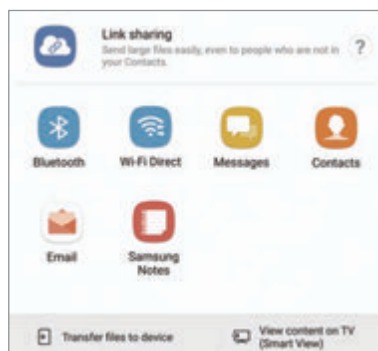 Link sharing
Send large files easily, even to people who are not in
your Contacts.
?
Bluetooth
Wi-Fi Direct
Messages
Contacts
Email
Samsung
Notes
Transfer files to device
View content on TV
(Smart View)